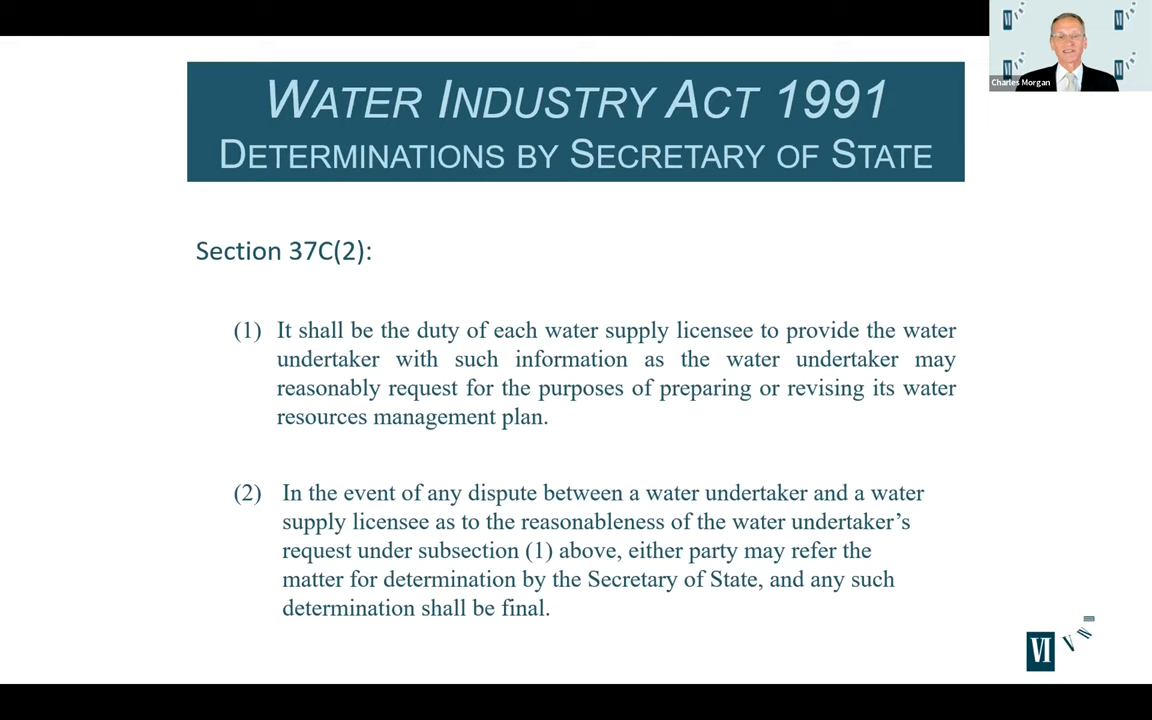 Charles Morgan
WATER INDUSTRY ACT 1991
DETERMINATIONS BY SECRETARY OF STATE
Section 37C(2):
(1) It shall be the duty of each water supply licensee to provide the water
undertaker with such information as the water undertaker may
reasonably request for the purposes of preparing or revising its water
resources management plan.
(2) In the event of any dispute between a water undertaker and a water
supply licensee as to the reasonableness of the water undertaker’s
request under subsection (1) above, either party may refer the
matter for determination by the Secretary of State, and any such
determination shall be final.
VI